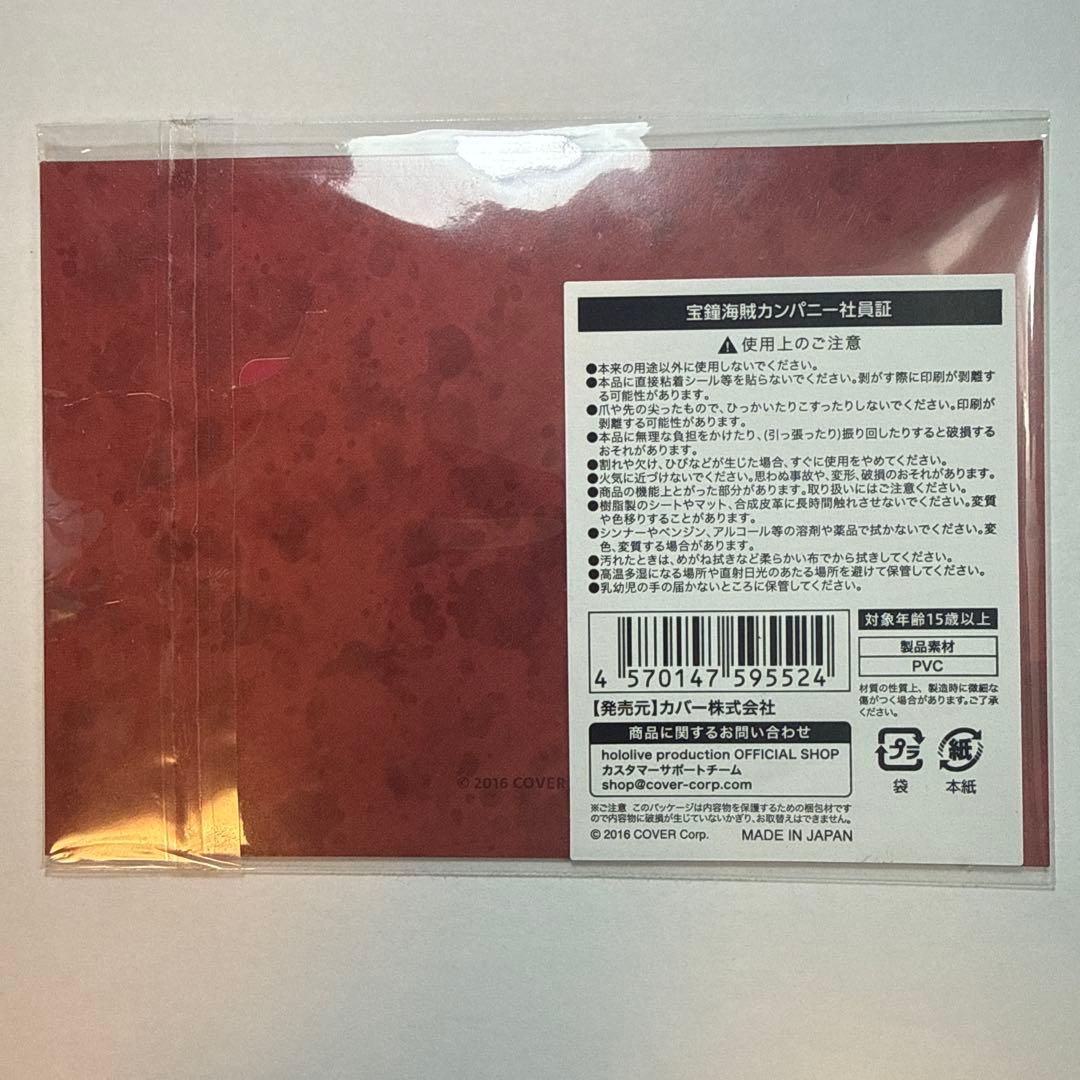 宝鐘海賊カンパニー社員証
使用上のご注意
●本来の用途以外に使用しないでください。
●本品に直接粘着シール等を貼らないでください。剥がす際に印刷が剥離す
る可能性があります。
●爪や先の尖ったもので、ひっかいたりこすったりしないでください。印刷が
剥離する可能性があります。
●本品に無理な負担をかけたり、(引っ張ったり)振り回したりすると破損する
おそれがあります。
●割れや欠け、ひびなどが生じた場合、すぐに使用をやめてください。
●火気に近づけないでください。思わぬ事故や、変形、破損のおそれがあります。
●商品の機能上とがった部分があります。取り扱いにはご注意ください。
●樹脂製のシートやマット、合成皮革に長時間触れさせないでください。変質
や色移りすることがあります。
●シンナーやベンジン、アルコール等の溶剤や薬品で拭かないでください。変
色、変質する場合があります。
●汚れたときは、めがね拭きなど柔らかい布でから拭きしてください。
●高温多湿になる場所や直射日光のあたる場所を避けて保管してください。
●乳幼児の手の届かないところに保管してください。
4 570147 595524
対象年齢15歳以上
製品素材
PVC
材質の性質上、製造時に微細な
傷がつく場合があります。ご了承
ください。
【発売元】カバー株式会社
商品に関するお問い合わせ
hololive production OFFICIAL SHOP
カスタマーサポートチーム
shop@cover-corp.com
プラ
袋
紙
本紙
※ご注意 このパッケージは内容物を保護するための梱包材です
ので内容物に破損が生じていないかぎり、お取替えはできません。
© 2016 COVER Corp. MADE IN JAPAN
© 2016 COVER